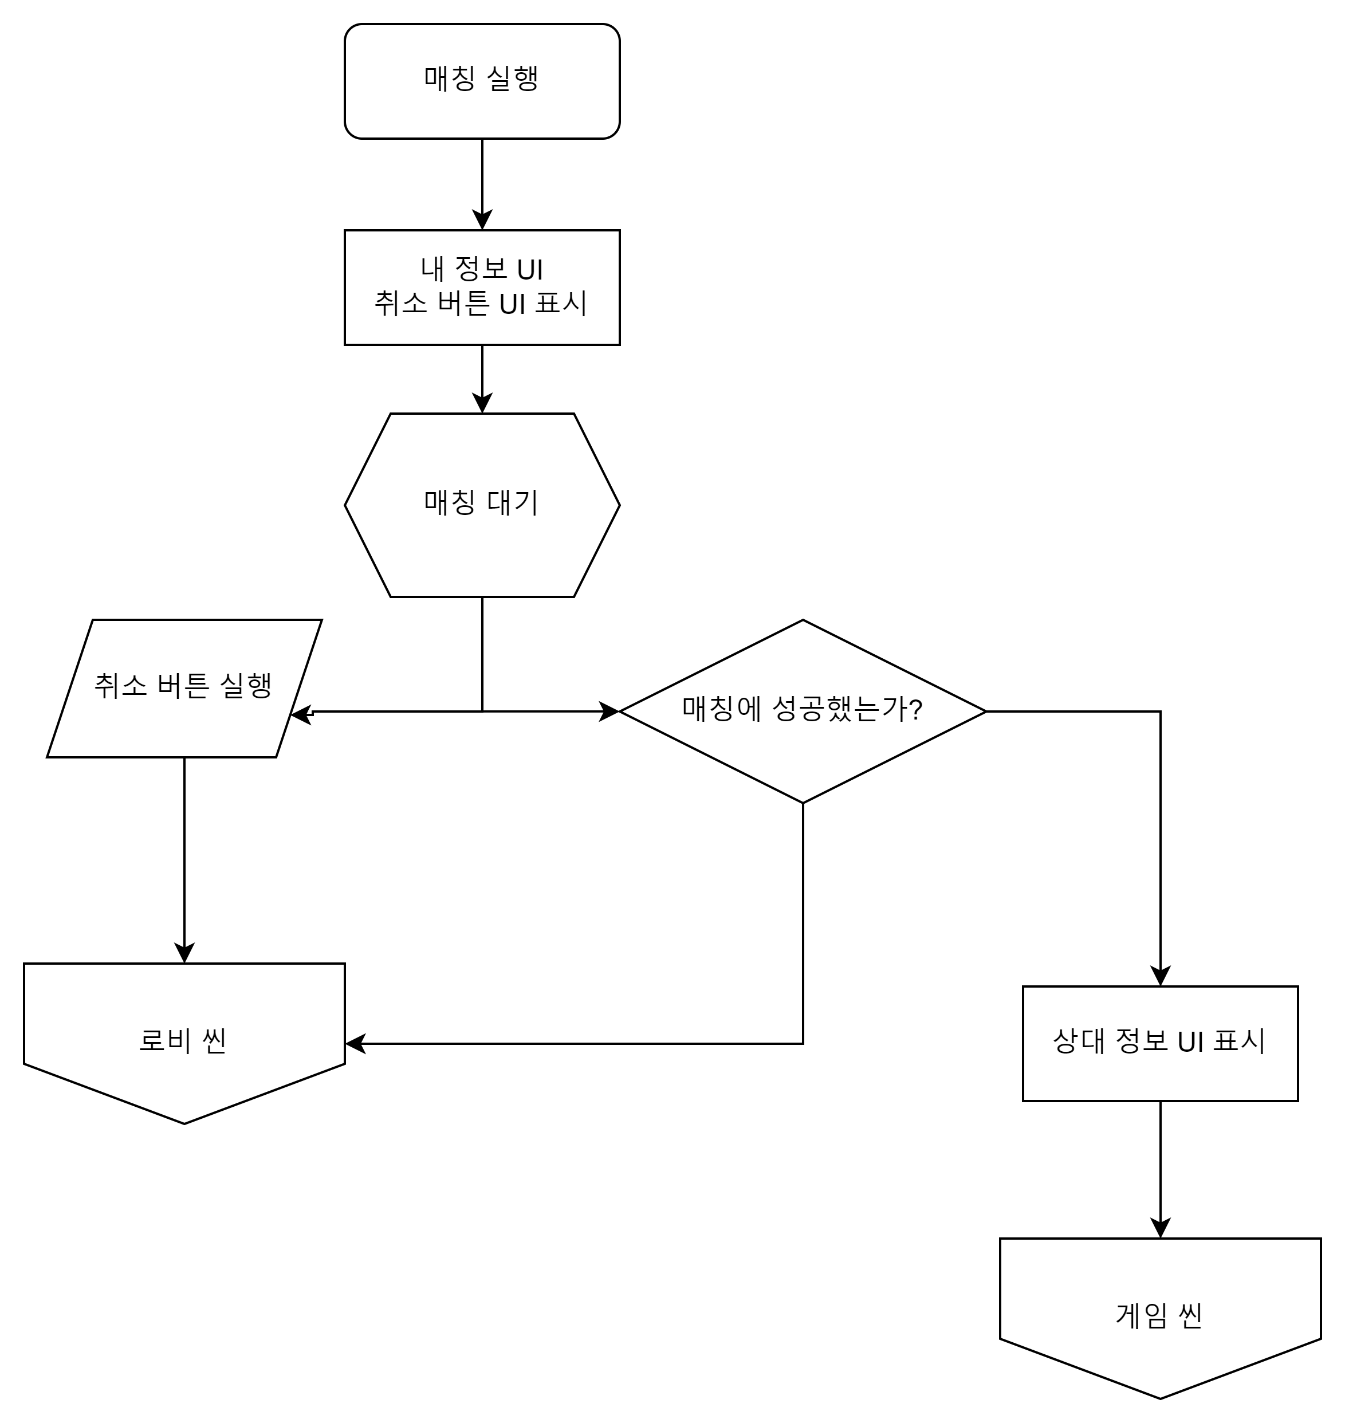 매칭 실행
내 정보 UI
취소 버튼 UI 표시
매칭 대기
취소 버튼 실행
매칭에 성공했는가?
로비 씬
상대 정보 UI 표시
게임 씬